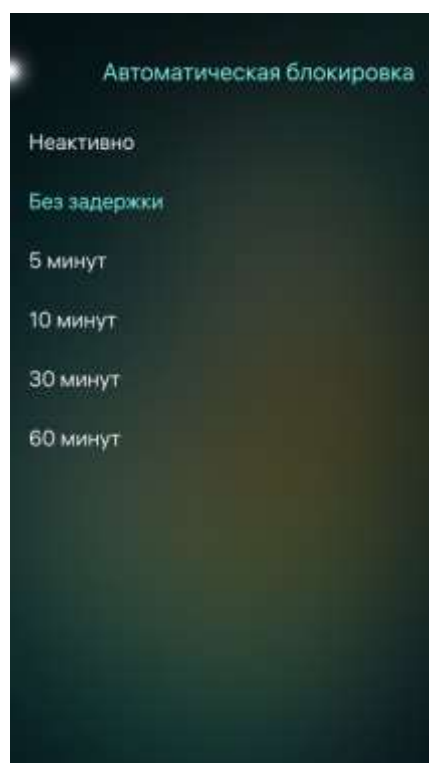 Автоматическая блокировка
Неактивно
Без задержки
5 минут
10 минут
30 минут
60 минут